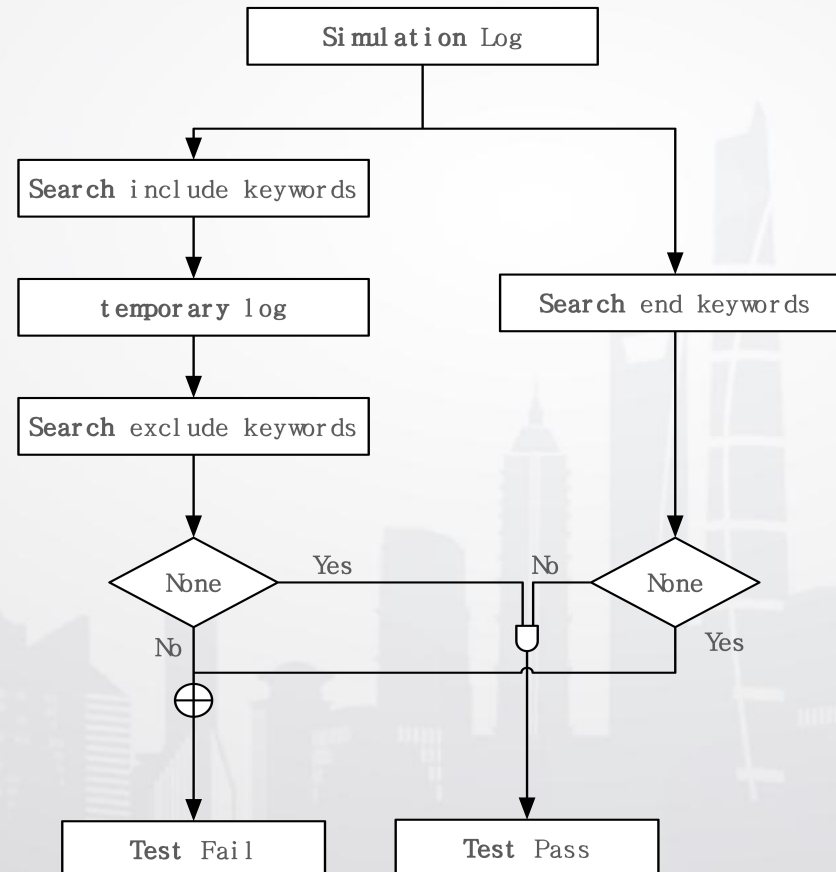 Simulation Log
Search include keywords
temporary log
Search end keywords
Search exclude keywords
None
Yes
No
None
No
Yes
Test Fail
Test Pass